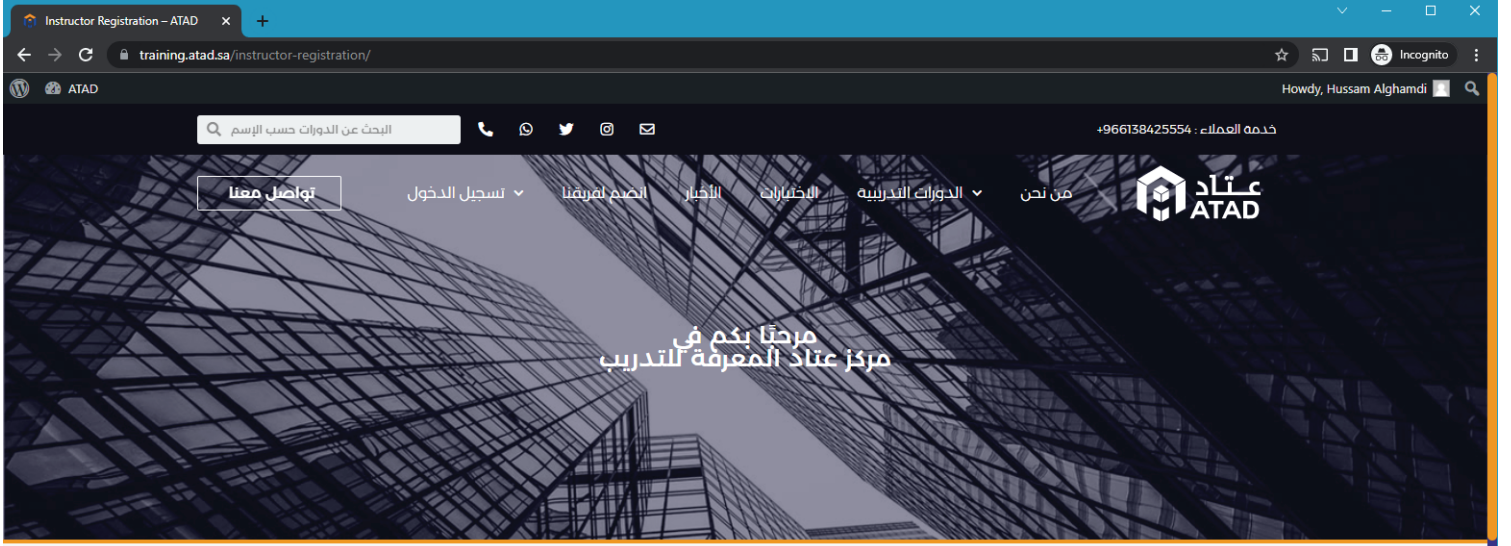 Instructor Registration – ATAD
training.atad.sa/instructor-registration/
Incognito
ATAD
Howdy, Hussam Alghamdi
خدمة العملاء : 966138425554+
البحث عن الدورات حسب الإسم
عتاد
ATAD
من نحن
الدورات التدريبية
الاختبارات
الأخبار
انضم لفريقنا
تسجيل الدخول
تواصل معنا
مرحبًا بكم في
مركز عتاد المعرفة للتدريب